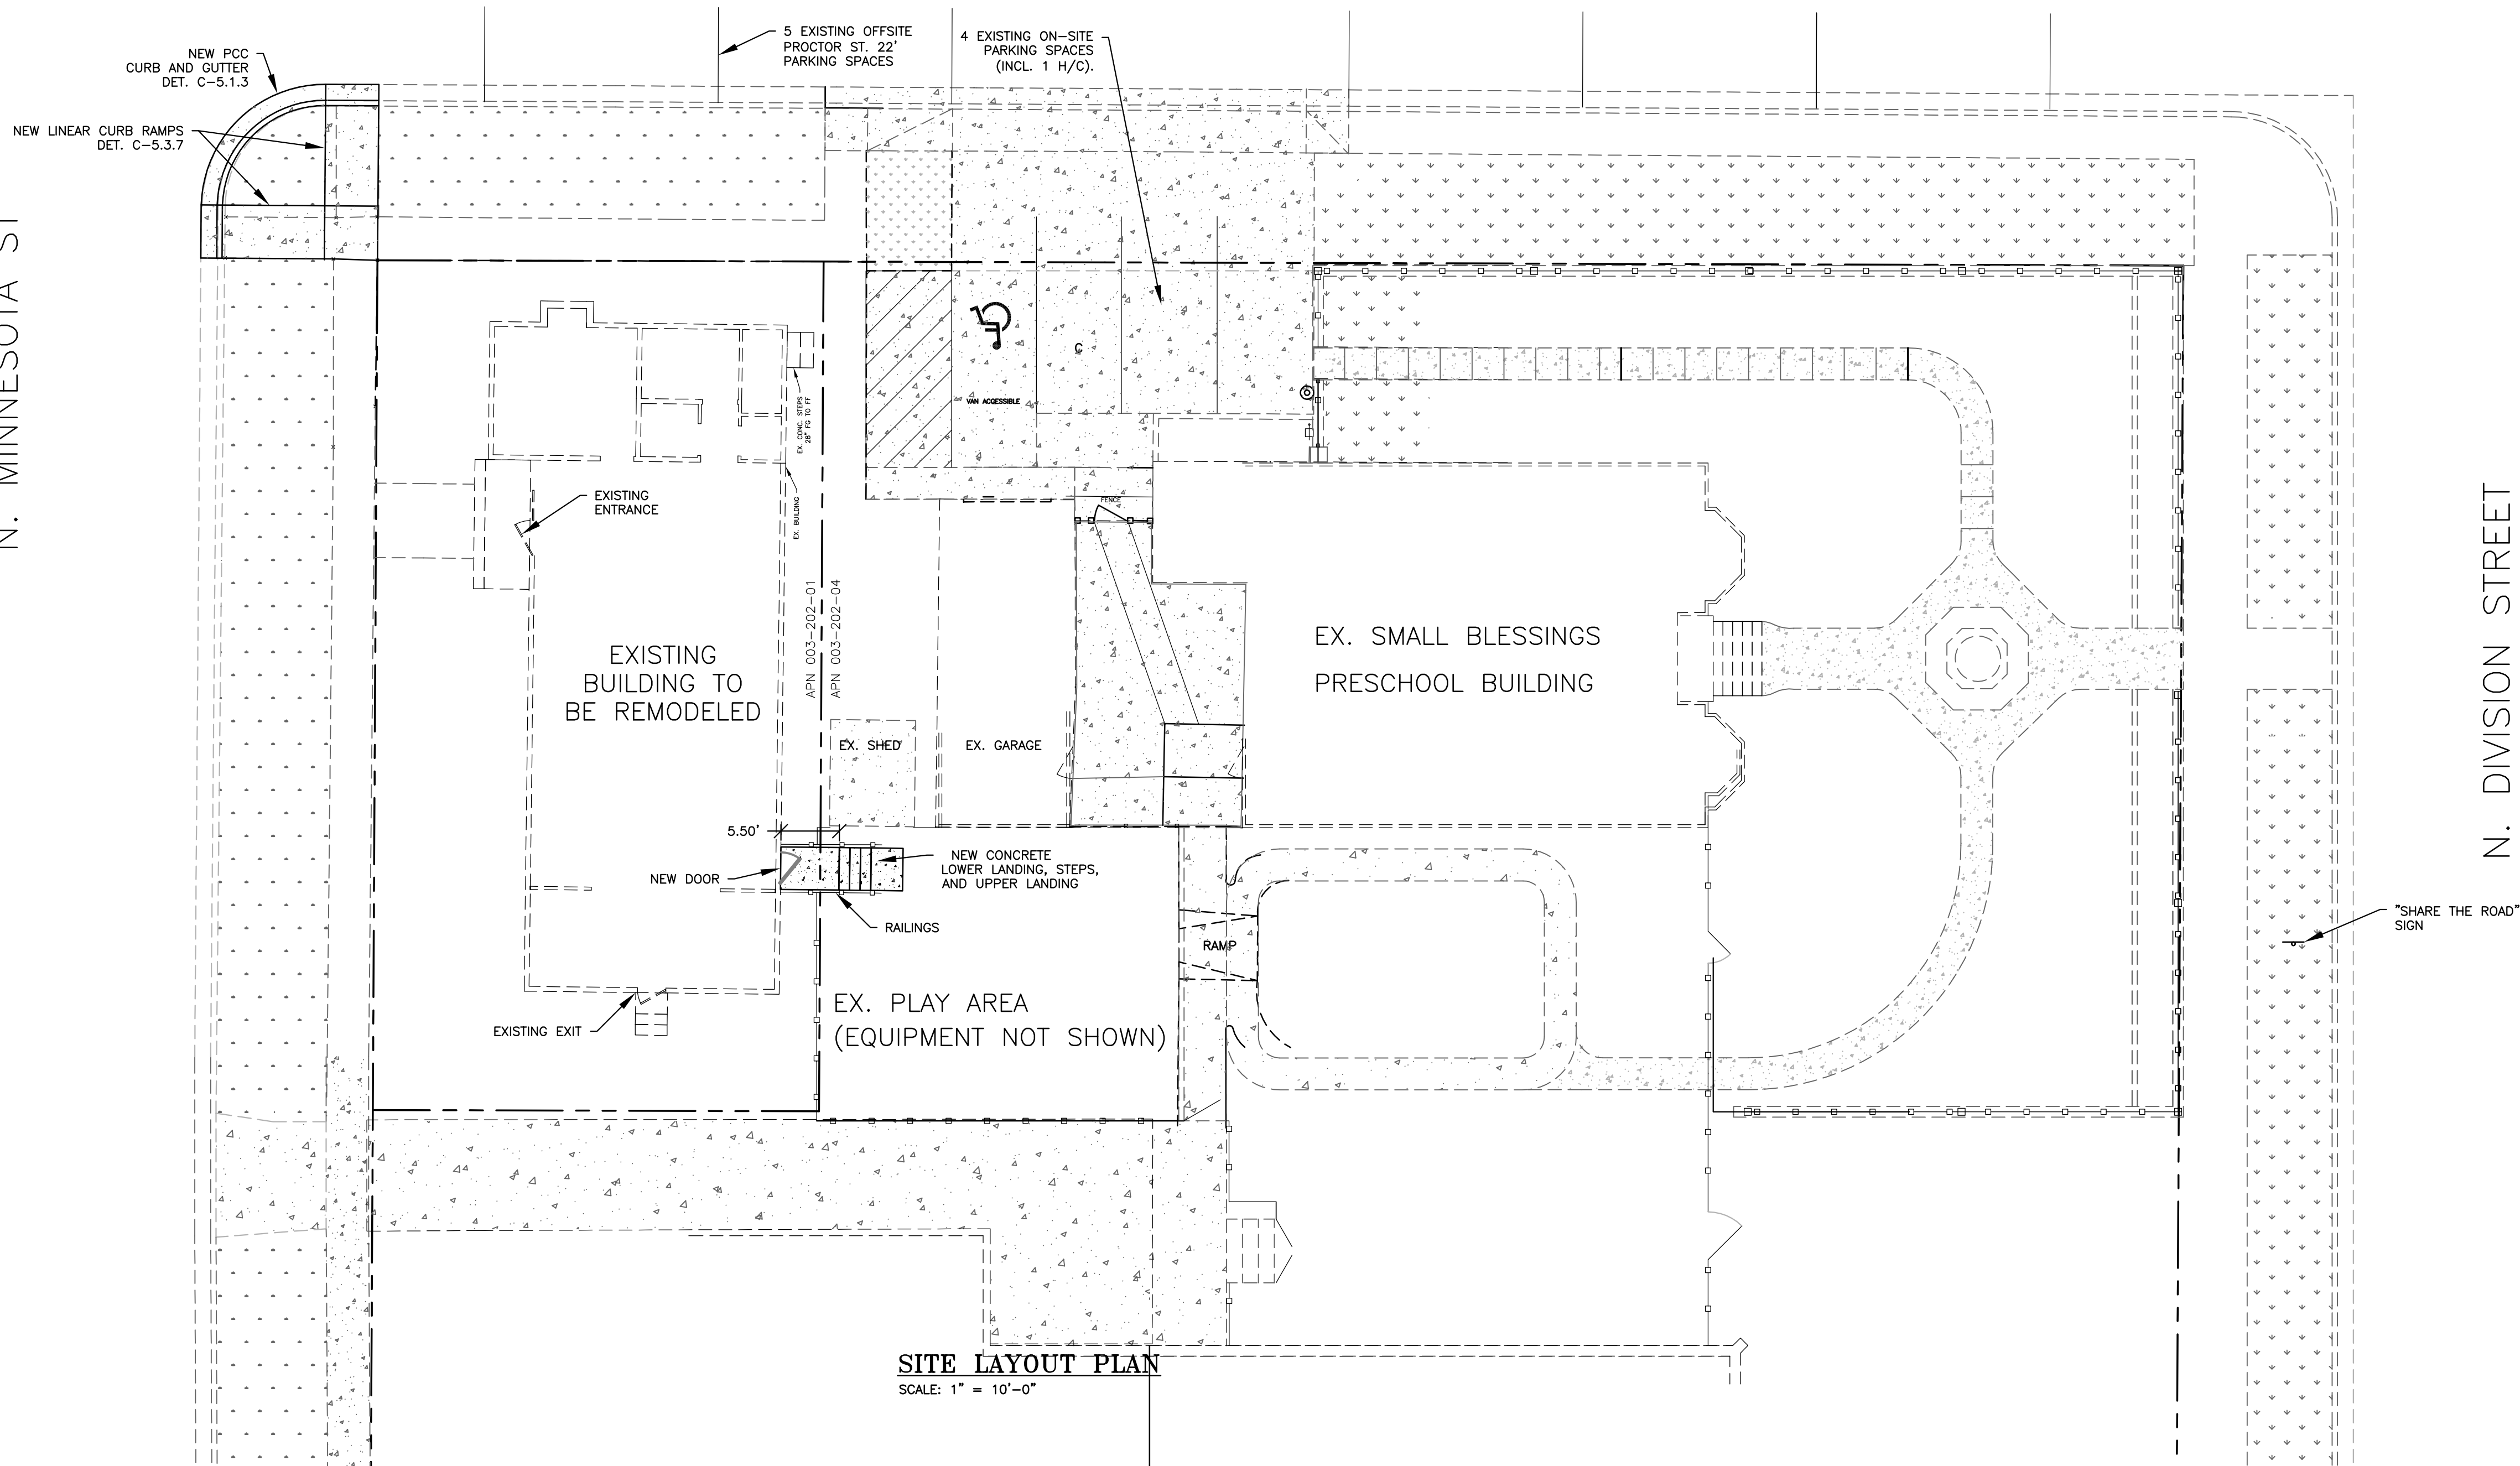 5 EXISTING OFFSITE
PROCTOR ST. 22'
PARKING SPACES
4 EXISTING ON-SITE
PARKING SPACES
(INCL. 1 H/C).
NEW PCC
CURB AND GUTTER
DET. C-5.1.3
NEW LINEAR CURB RAMPS
DET. C-5.3.7
N. MINNESOTA ST
C
VAN ACCESSIBLE
EX. CONC. STEPS
28" FG TO FF
EX. BUILDING
EXISTING
ENTRANCE
FENCE
APN 003-202-01
APN 003-202-04
EXISTING
BUILDING TO
BE REMODELED
EX. SMALL BLESSINGS
PRESCHOOL BUILDING
N. DIVISION STREET
EX. SHED
EX. GARAGE
5.50'
NEW DOOR
NEW CONCRETE
LOWER LANDING, STEPS,
AND UPPER LANDING
RAILINGS
RAMP
"SHARE THE ROAD"
SIGN
EX. PLAY AREA
(EQUIPMENT NOT SHOWN)
EXISTING EXIT
SITE LAYOUT PLAN
SCALE: 1" = 10'-0"